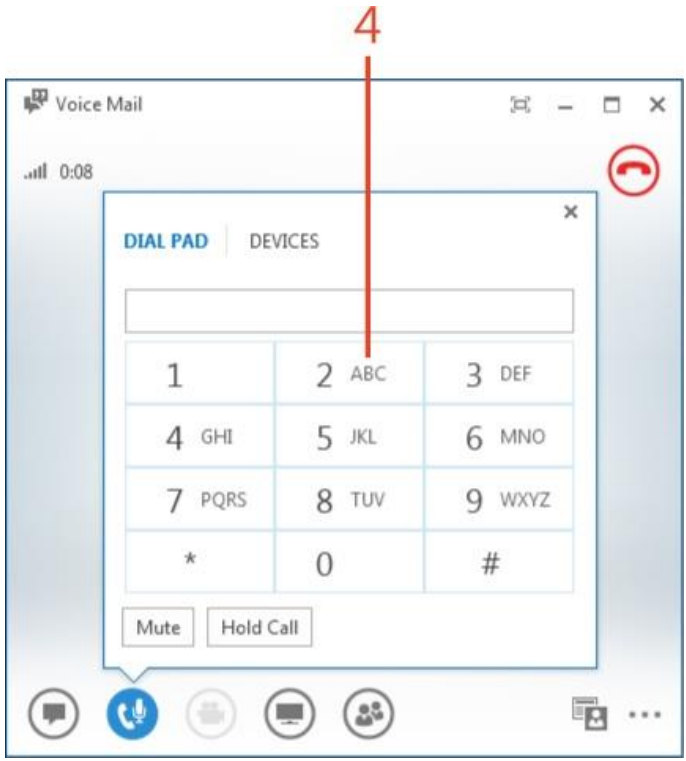 4
Voice Mail
0:08
DIAL PAD DEVICES
1 2 ABC 3 DEF
4 GHI 5 JKL 6 MNO
7 PQRS 8 TUV 9 WXYZ
* 0 #
Mute Hold Call